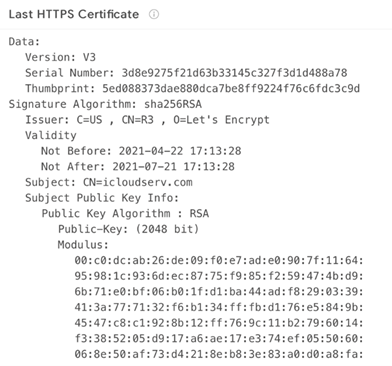 Last HTTPS Certificate
Data:
Version: V3
Serial Number: 3d8e9275f21d63b33145c327f3d1d488a78
Thumbprint: 5ed088373dae880dca7be8ff9224f76c6fdc3c9d
Signature Algorithm: sha256RSA
Issuer: C=US , CN=R3 , O=Let's Encrypt
Validity
Not Before: 2021-04-22 17:13:28
Not After: 2021-07-21 17:13:28
Subject: CN=icloudserv.com
Subject Public Key Info:
Public Key Algorithm : RSA
Public-Key: (2048 bit)
Modulus:
00:c0:dc:ab:26:de:09:f0:e7:ad:e0:90:7f:11:64:
95:98:1c:93:6d:ec:87:75:f9:85:f2:59:47:4b:d9:
6b:71:e0:bf:06:b0:1f:d1:ba:44:ad:f8:29:03:39:
41:3a:77:71:32:f6:b1:34:ff:fb:d1:76:e5:84:9b:
45:47:c8:c1:92:8b:12:ff:76:9c:11:b2:79:60:14:
f3:38:52:05:d9:17:a6:ae:17:e3:74:ef:05:50:60:
06:8e:50:af:73:d4:21:8e:b8:3e:83:a0:d0:a8:fa: